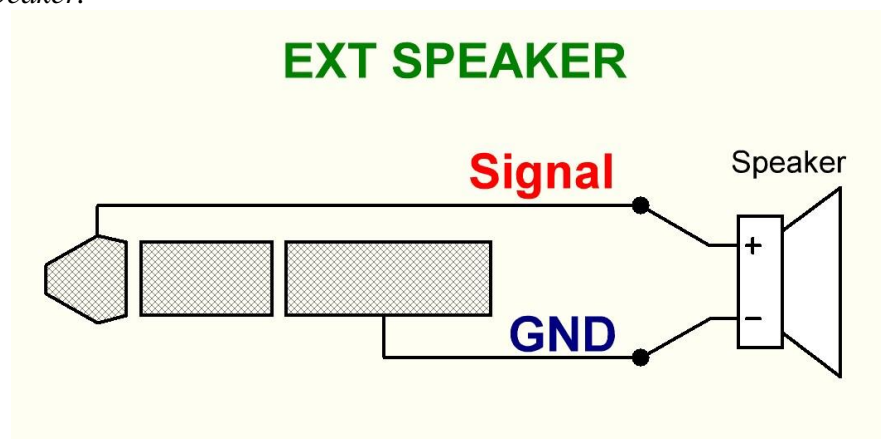 EXT SPEAKER
Signal
Speaker
+
GND
−